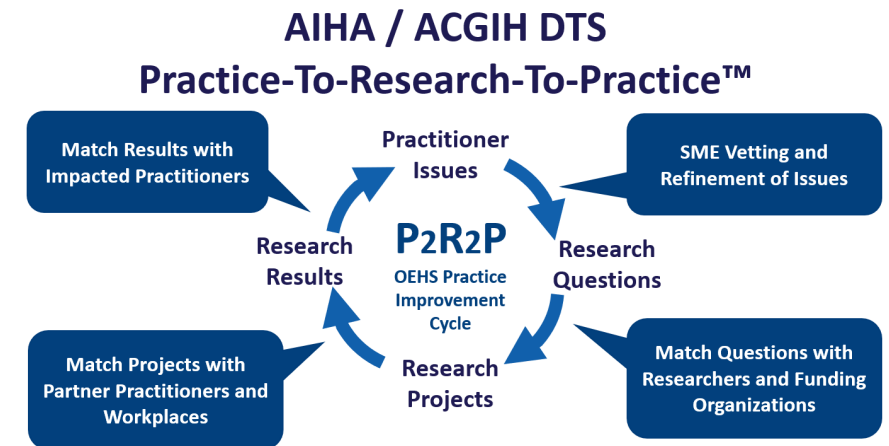 AIHA / ACGIH DTS
Practice-To-Research-To-Practice™
Match Results with
Impacted Practitioners
Practitioner
Issues
SME Vetting and
Refinement of Issues
Research
Results
P2R2P
OEHS Practice
Improvement
Cycle
Research
Questions
Match Projects with
Partner Practitioners and
Workplaces
Research
Projects
Match Questions with
Researchers and Funding
Organizations